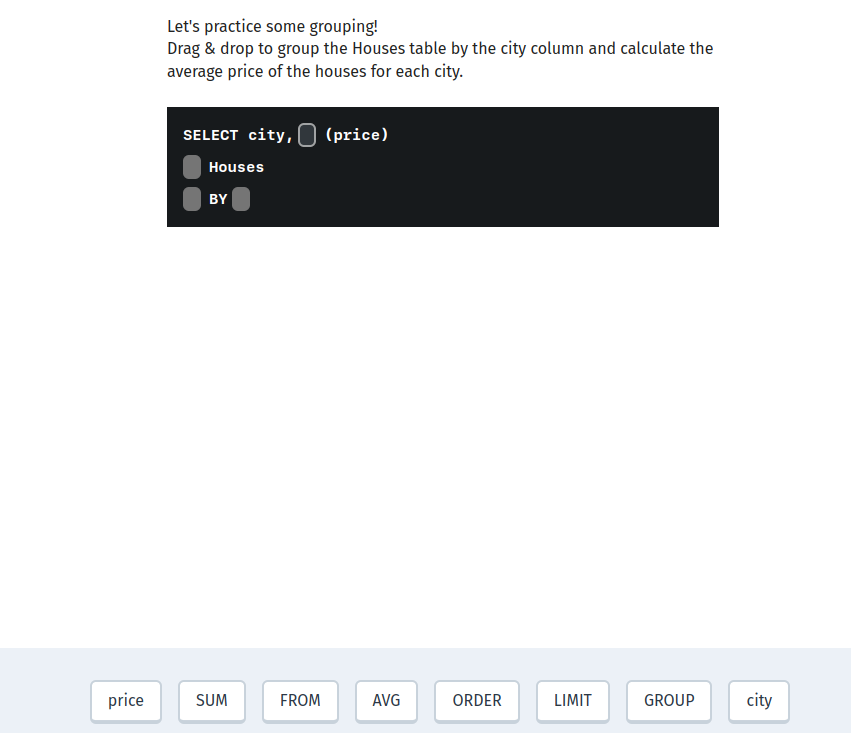 Let's practice some grouping!
Drag & drop to group the Houses table by the city column and calculate the
average price of the houses for each city.
SELECT city, (price)
Houses
BY
price SUM FROM AVG ORDER LIMIT GROUP city